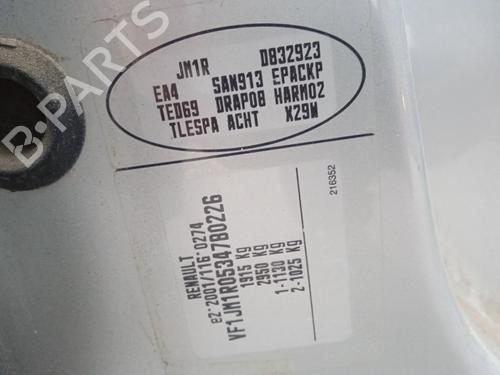 JM1R D832923
EA4 SAN913 EPACKP
TED69 DRAP08 HARMO2
TLESPA ACHT X29W
216352
RENAULT
e2*2001/116*0274
VF1JM1R0534780226
1915 Kg
2950 Kg
1-1130 Kg
2-1025 Kg
B-PARTS